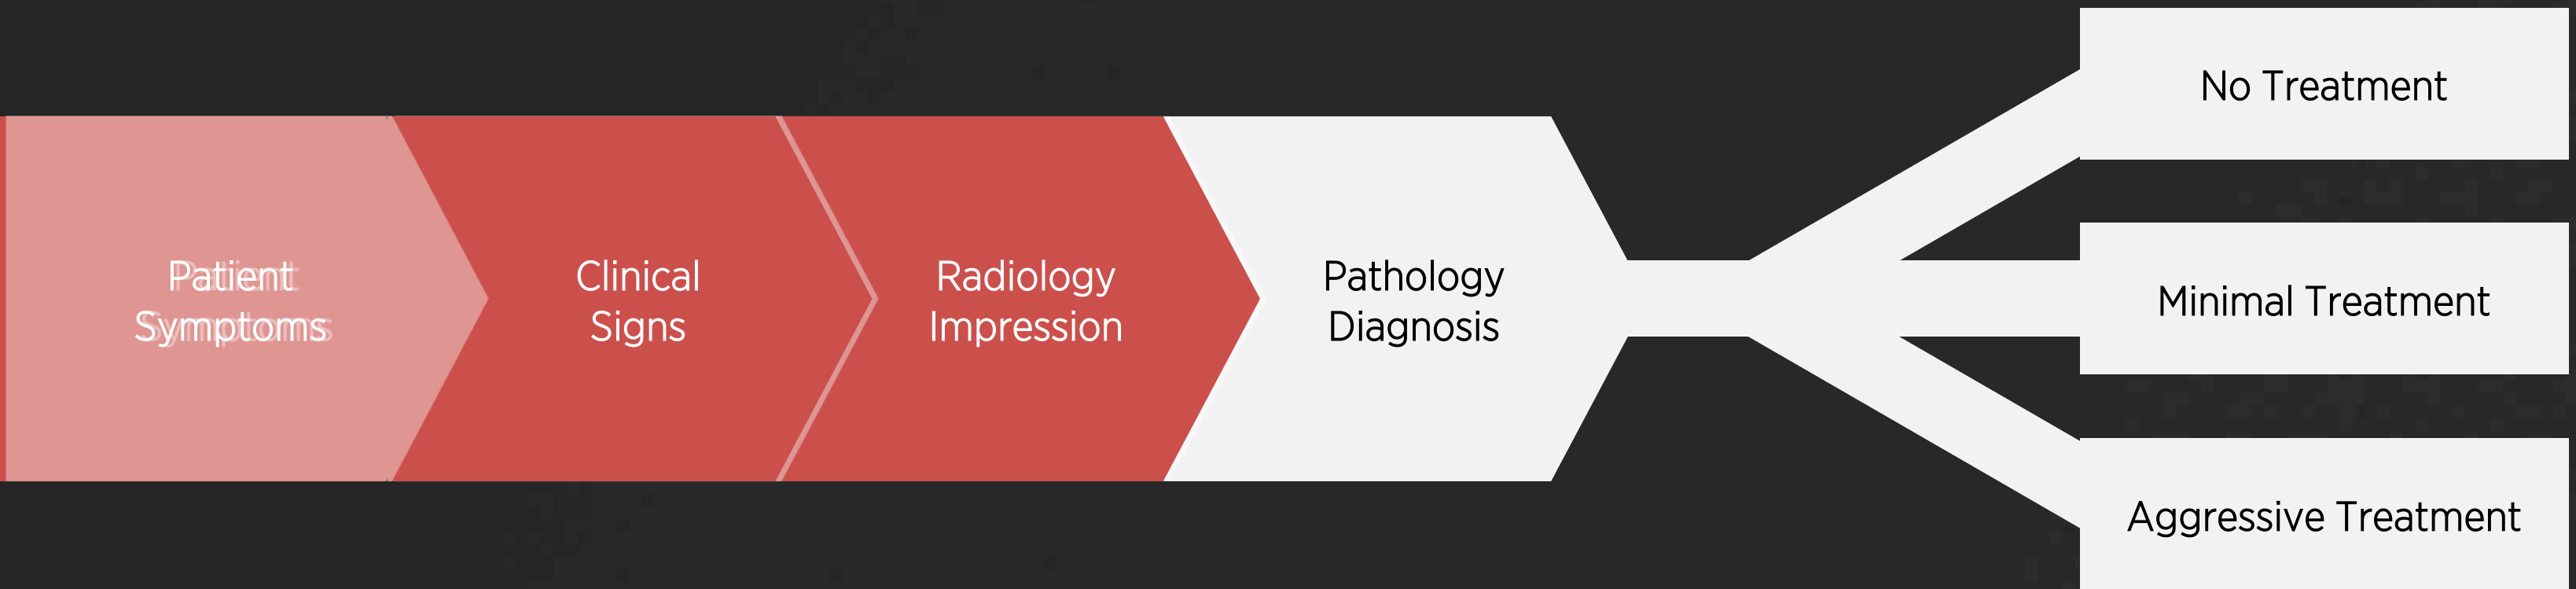 Patient
Symptoms
Clinical
Signs
Radiology
Impression
Pathology
Diagnosis
No Treatment
Minimal Treatment
Aggressive Treatment